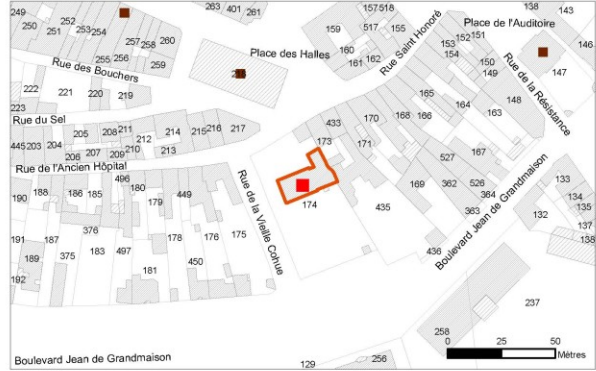 249 250 251 252 253 254 255 256 257 258 259 260
263 401 261
Place des Halles
157 518
517 155
159 160 161 162
Rue Saint Honoré
Place de l'Auditoire
138 143
146
147
154 153 152 151
150
149
148
Rue de la Résistance
Rue des Bouchers
222 221 220 219
223
Rue du Sel
445 203 204 205 206 207 208 209 210 211 212 213 214 215 216 217
Rue de l'Ancien Hôpital
433
173
171
170
168
166
165
164
163
167
527
169
362
526
364
363
435
436
174
Rue de la Vieille Cohue
Boulevard Jean de Grandmaison
190
188 186 185
496
180
179
449
191
187
376
189
192
375
183
497
181
178
450
176
175
133
134
135
132
137
138
237
258
256
129
Boulevard Jean de Grandmaison
0 25 50
Mètres